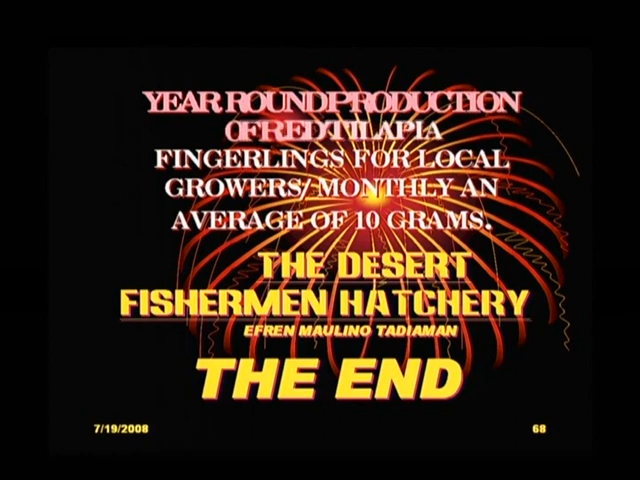 YEAR ROUND PRODUCTION
OF RED TILAPIA
FINGERLINGS FOR LOCAL
GROWERS/ MONTHLY AN
AVERAGE OF 10 GRAMS.
THE DESERT
FISHERMEN HATCHERY
EFREN MAULINO TADIAMAN
THE END
7/19/2008
68